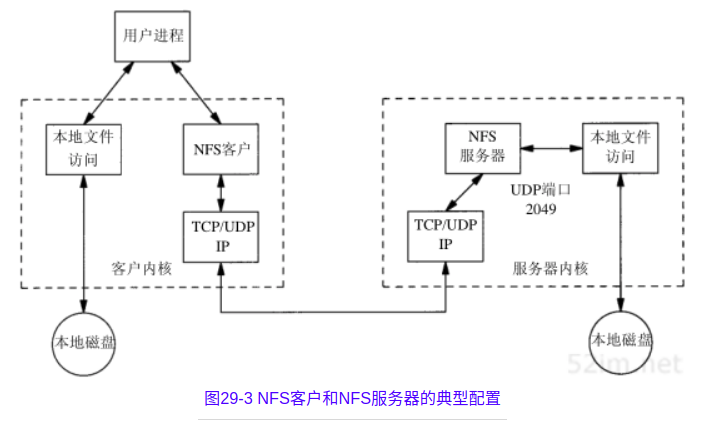 用户进程
本地文件
访问
NFS客户
TCP/UDP
IP
客户内核
本地磁盘
NFS
服务器
本地文件
访问
UDP端口
2049
TCP/UDP
IP
服务器内核
本地磁盘
52im.net
图29-3 NFS客户和NFS服务器的典型配置